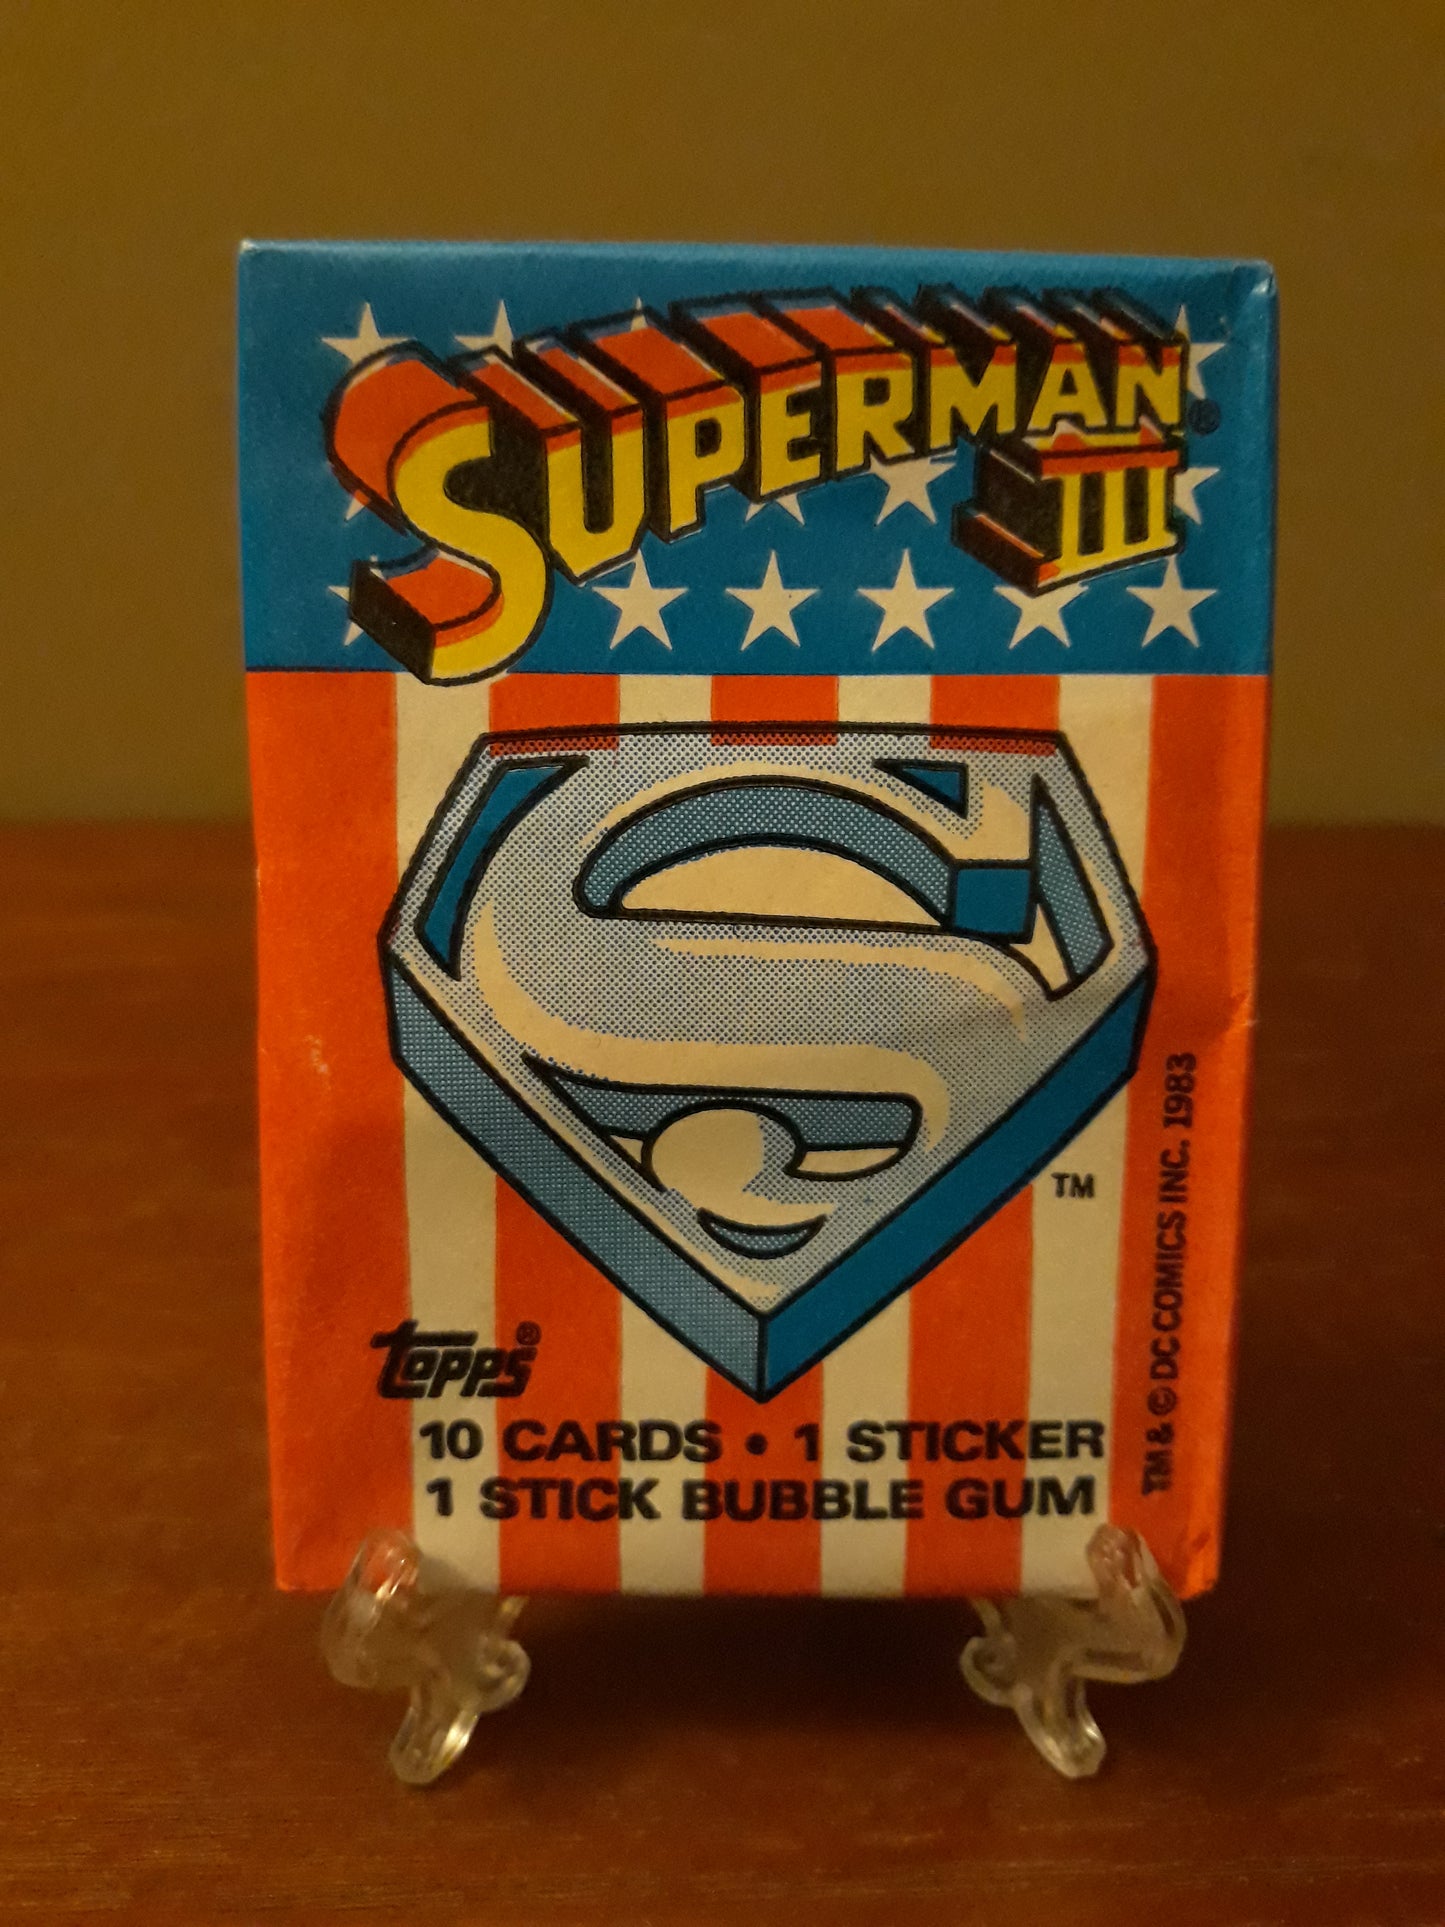 SUPERMAN ®
III
TM
TM & © DC COMICS INC. 1983
topps®
10 CARDS • 1 STICKER
1 STICK BUBBLE GUM